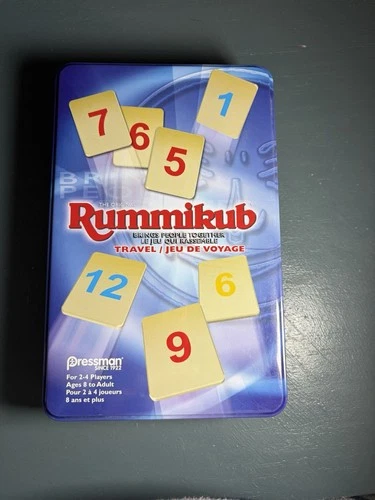 1
7
6
5
THE ORIGINAL
Rummikub
BRINGS PEOPLE TOGETHER
LE JEU QUI RASSEMBLE
TRAVEL / JEU DE VOYAGE
12
6
9
pressman
SINCE 1922
For 2-4 Players
Ages 8 to Adult
Pour 2 à 4 joueurs
8 ans et plus